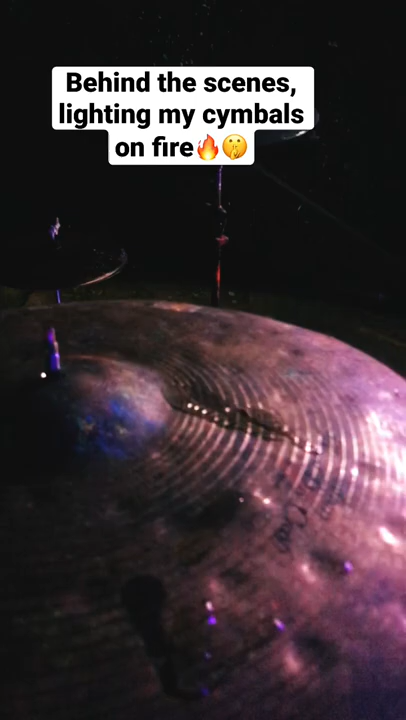 Behind the scenes,
lighting my cymbals
on fire🔥🤫